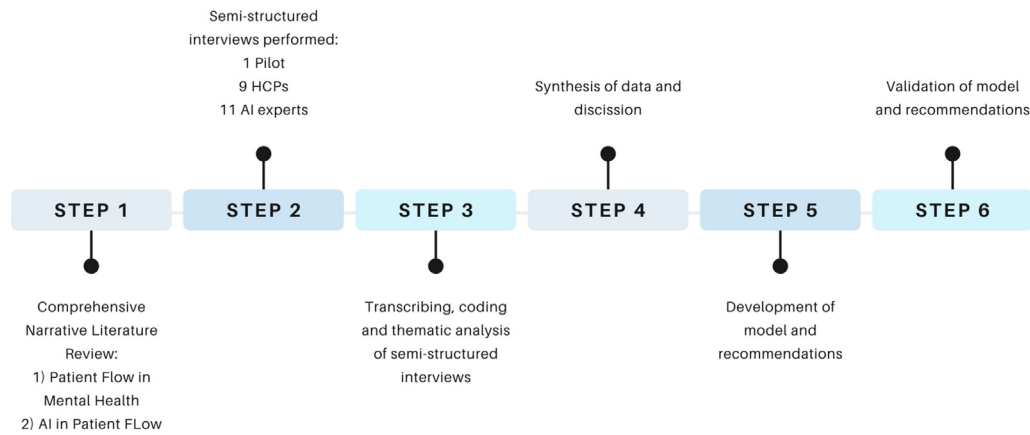 Semi-structured
interviews performed:
1 Pilot
9 HCPs
11 AI experts
Synthesis of data and
discission
Validation of model
and recommendations
STEP 1
STEP 2
STEP 3
STEP 4
STEP 5
STEP 6
Comprehensive
Narrative Literature
Review:
1) Patient Flow in
Mental Health
2) AI in Patient FLow
Transcribing, coding
and thematic analysis
of semi-structured
interviews
Development of
model and
recommendations